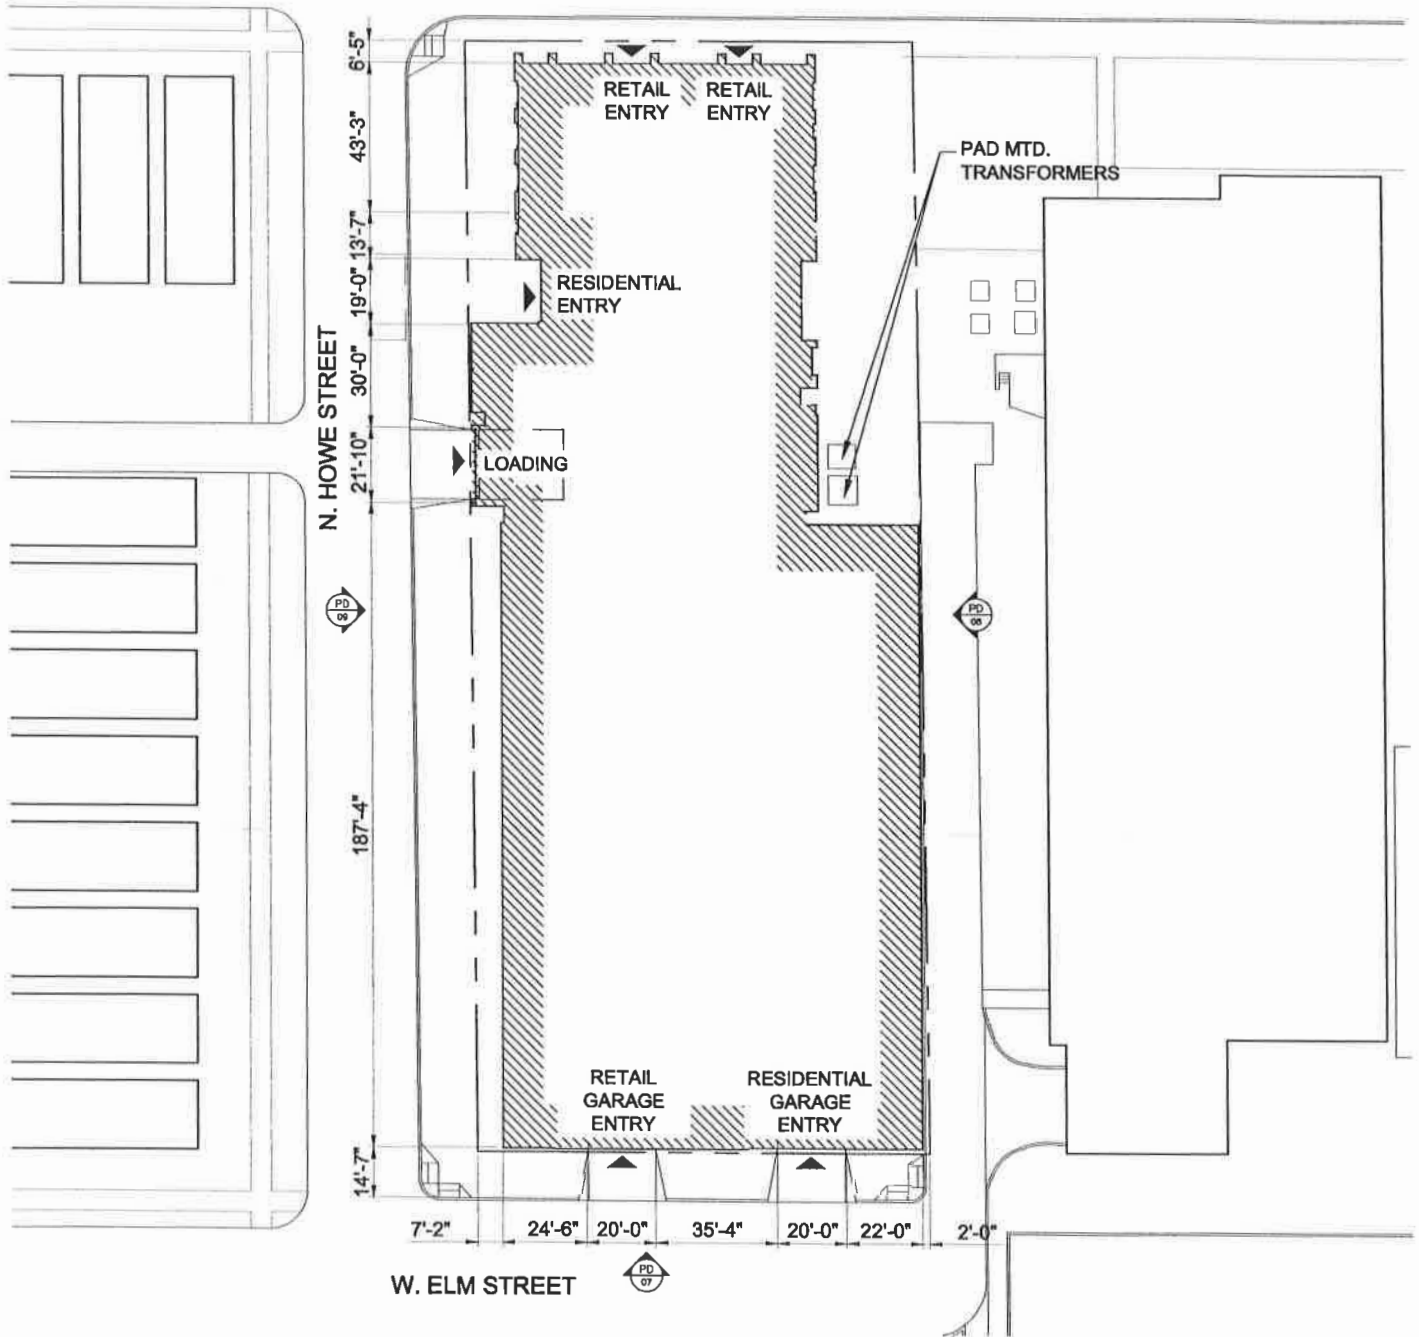 6'-5"
43'-3"
13'-7"
19'-0"
30'-0"
21'-10"
187'-4"
14'-7"
N. HOWE STREET
RETAIL
ENTRY
RETAIL
ENTRY
PAD MTD.
TRANSFORMERS
RESIDENTIAL
ENTRY
LOADING
PD
09
PD
08
RETAIL
GARAGE
ENTRY
RESIDENTIAL
GARAGE
ENTRY
7'-2"
24'-6"
20'-0"
35'-4"
20'-0"
22'-0"
2'-0"
W. ELM STREET
PD
07